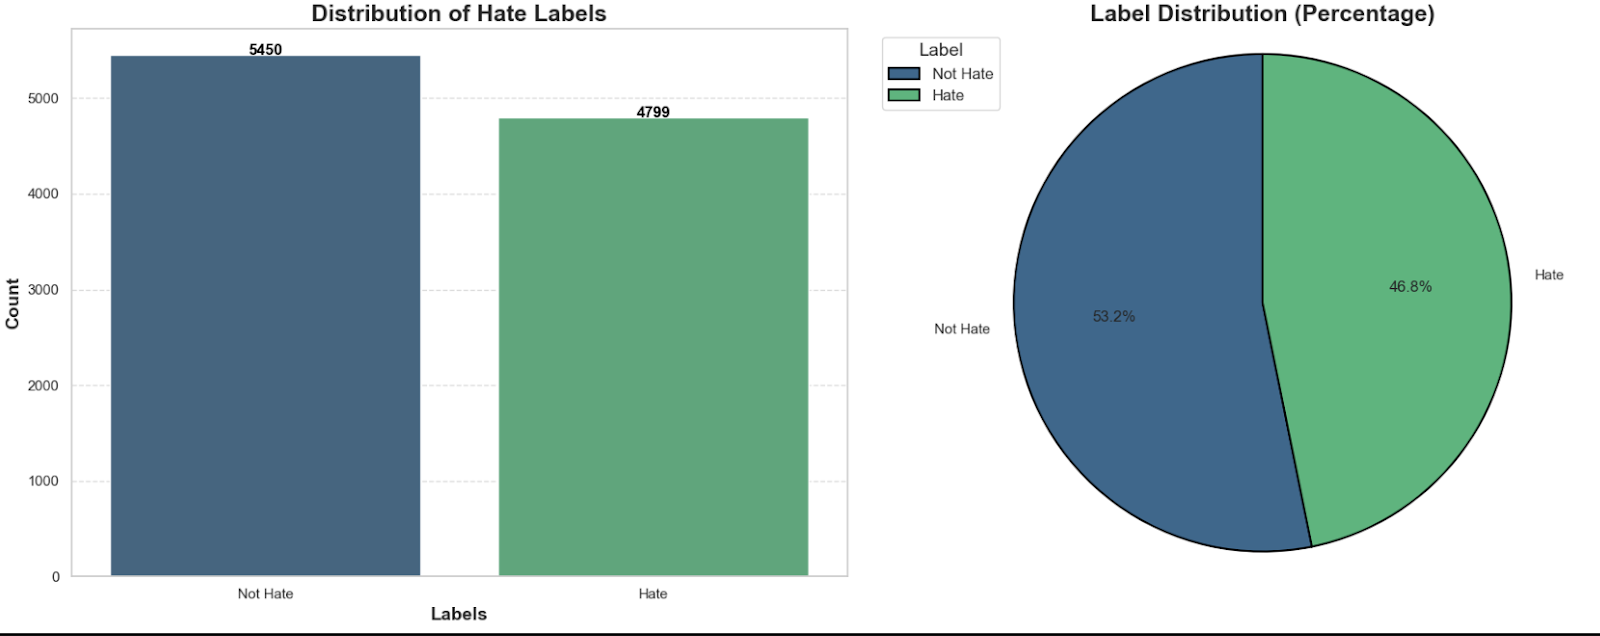 Distribution of Hate Labels
5450
4799
5000
4000
3000
2000
1000
0
Count
Not Hate
Hate
Labels
Label Distribution (Percentage)
Label
Not Hate
Hate
Hate
46.8%
53.2%
Not Hate